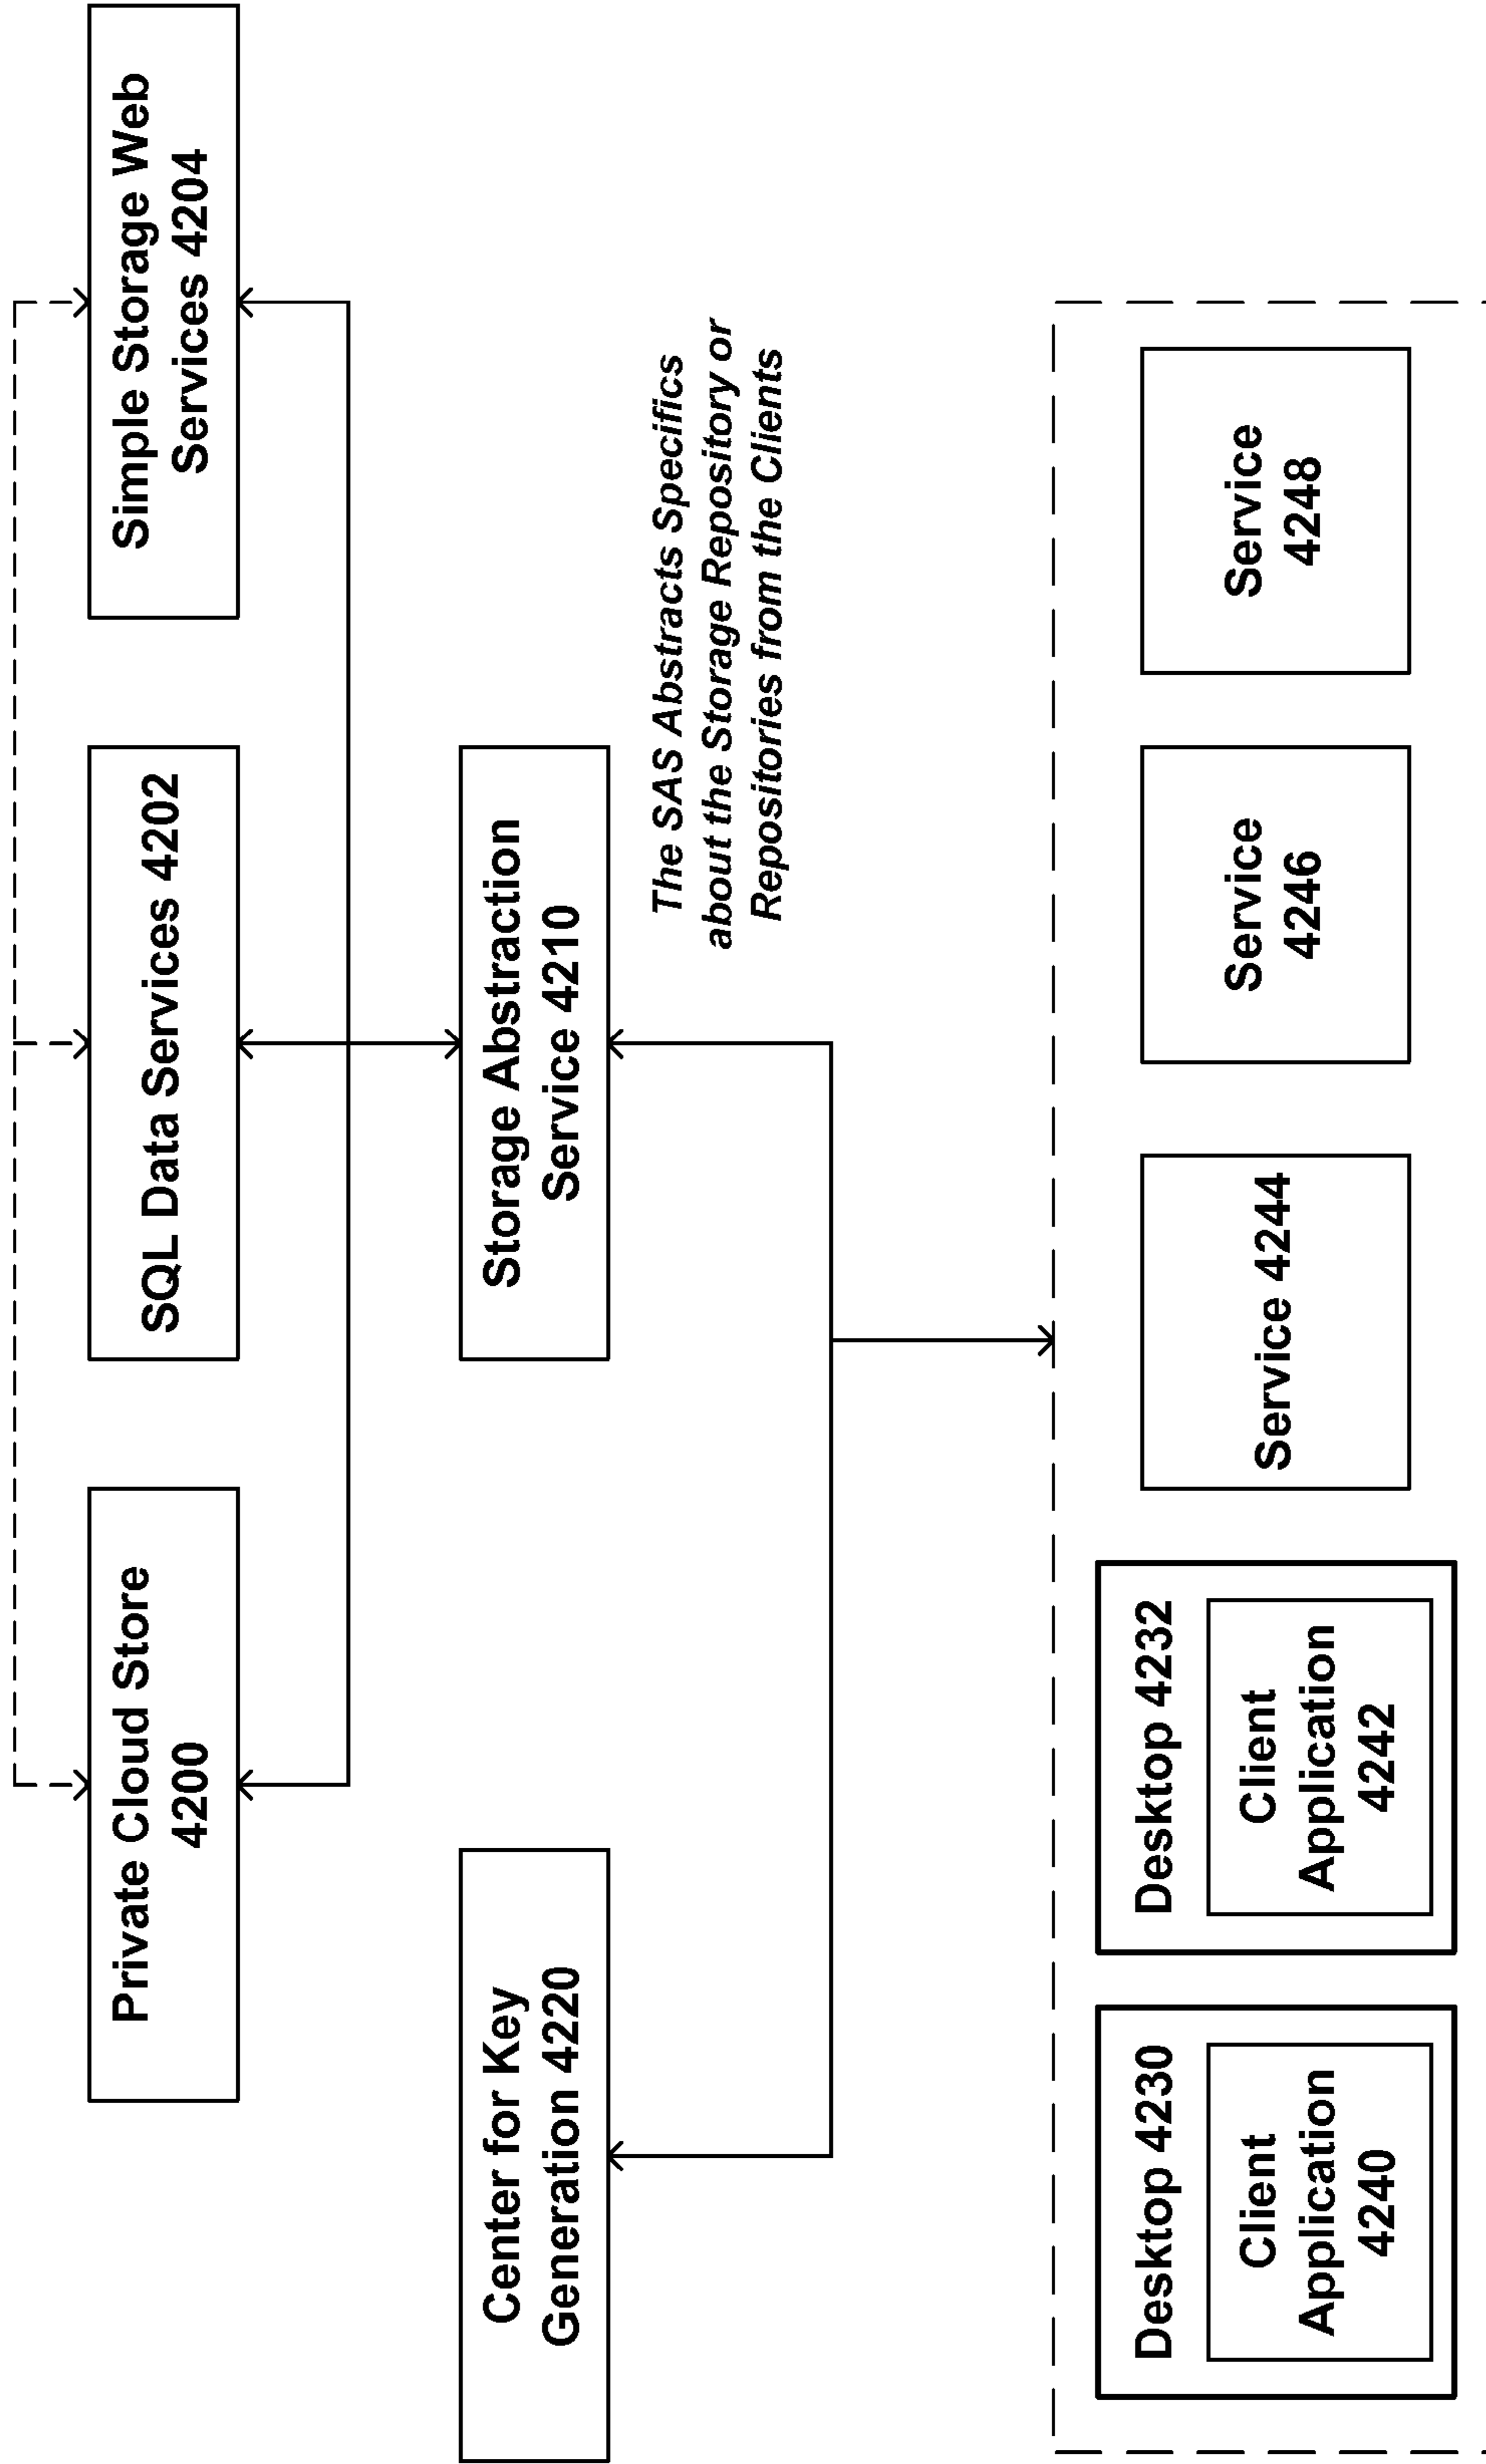 Private Cloud Store
4200
SQL Data Services 4202
Simple Storage Web
Services 4204
Center for Key
Generation 4220
Storage Abstraction
Service 4210
The SAS Abstracts Specifics
about the Storage Repository or
Repositories from the Clients
Desktop 4230
Client
Application
4240
Desktop 4232
Client
Application
4242
Service 4244
Service
4246
Service
4248